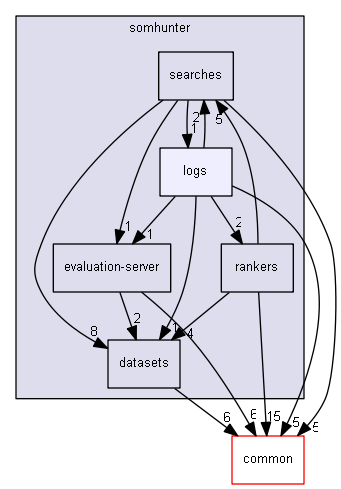 somhunter
searches
2
1
5
logs
1
1
2
evaluation-server
rankers
2
8
1
4
datasets
6
6
15
5
5
common